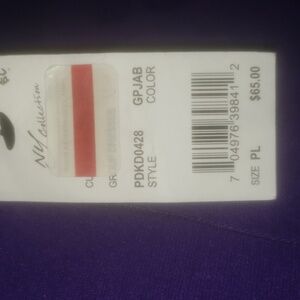 NY Collection
PDKD0428
STYLE
GPJAB
COLOR
7 04976 39841 2
SIZE PL
$65.00